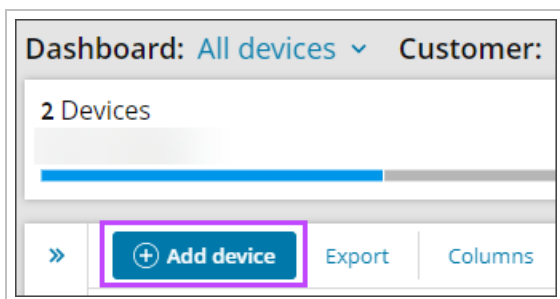 Dashboard: All devices Customer:
2 Devices
» Add device Export Columns